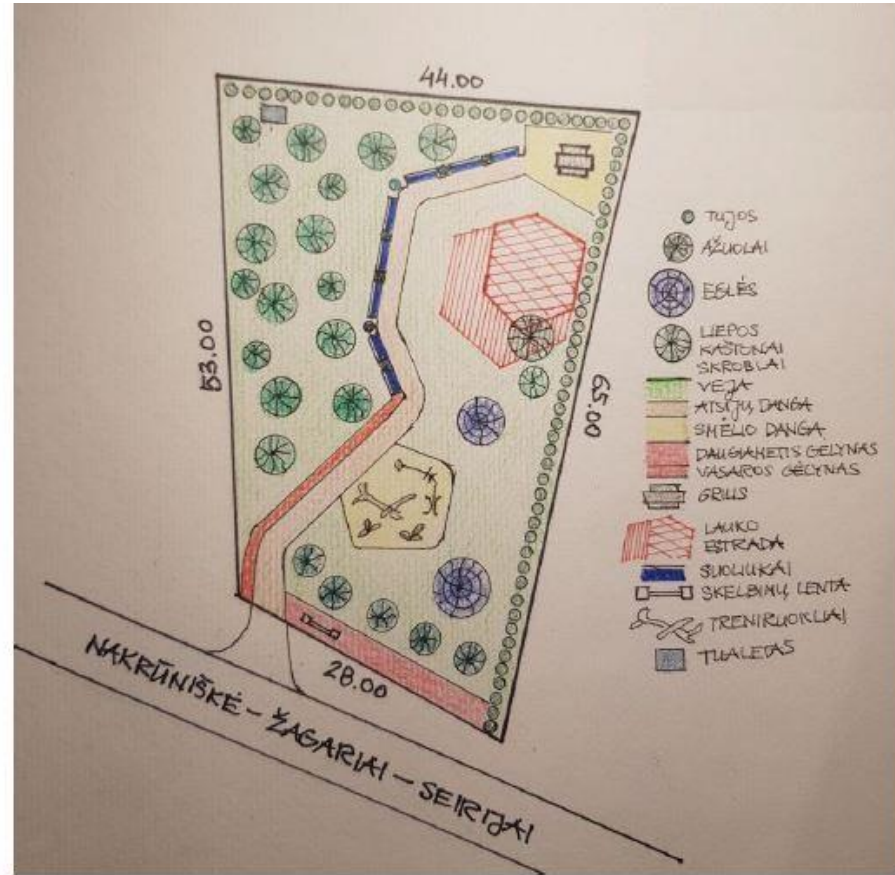 44.00
53.00
65.00
28.00
TUJOS
ĄŽUOLAI
EGLĖS
LIEPOS
KAŠTONAI
SKROBLAI
VEJA
ATSIJŲ DANGA
SMĖLIO DANGA
DAUGIAMETIS GĖLYNAS
VASAROS GĖLYNAS
GRILIS
LAUKO
ESTRADA
SUOLIUKAI
SKELBIMŲ LENTA
TRENIRUOKLIAI
TUALETAS
NAKRŪNIŠKĖ - ŽAGARIAI - SEIRIJAI